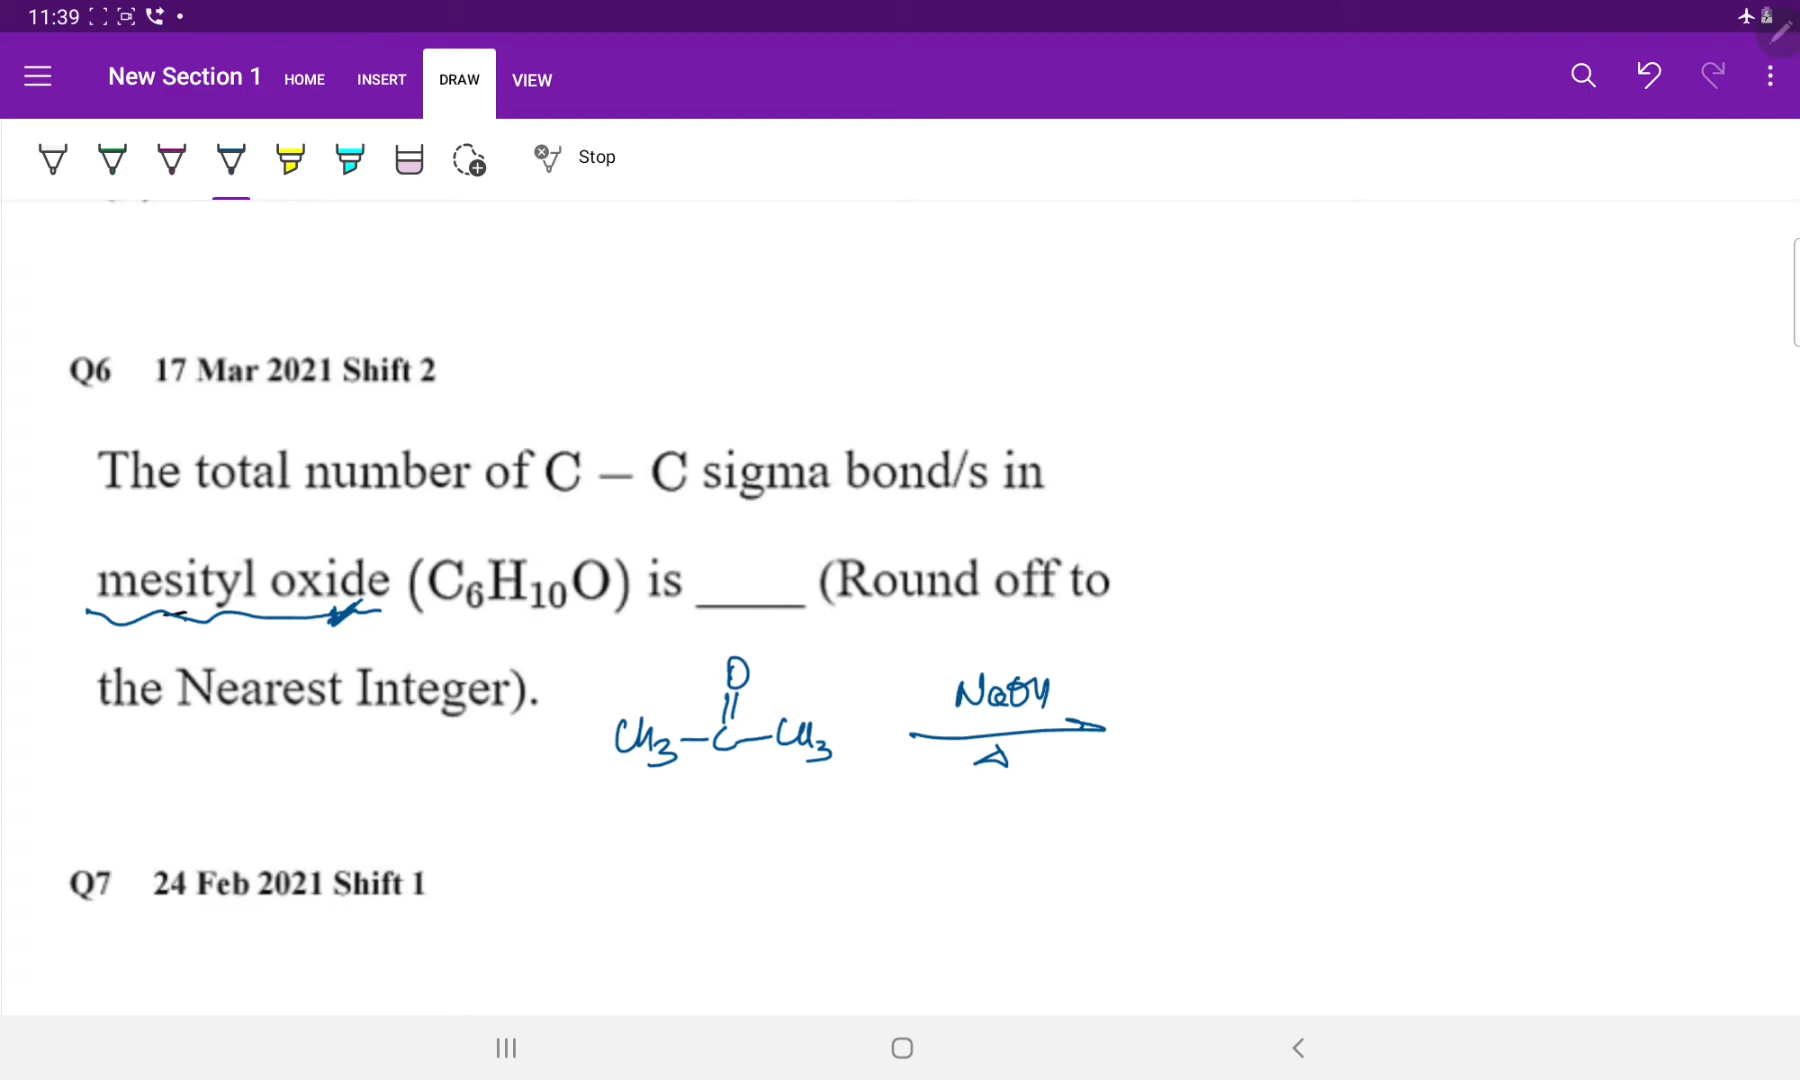 11:39
New Section 1 HOME INSERT DRAW VIEW
Stop
Q6 17 Mar 2021 Shift 2
The total number of C – C sigma bond/s in
mesityl oxide (C₆H₁₀O) is ____ (Round off to
the Nearest Integer).
O
||
CH₃–C–CH₃
NaOH
Δ
Q7 24 Feb 2021 Shift 1